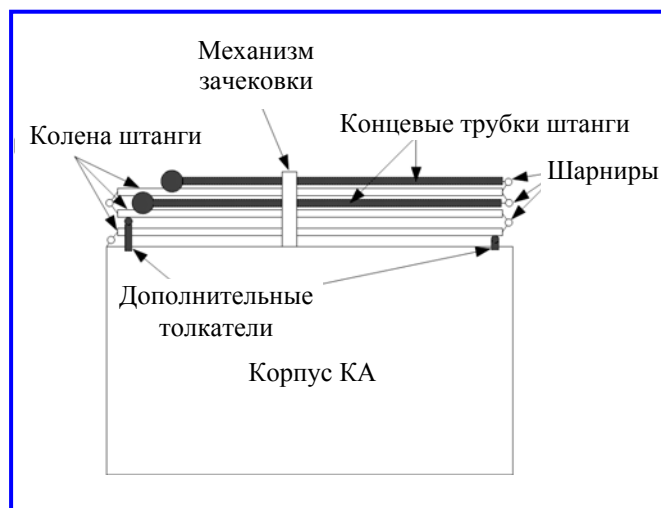 Механизм
зачековки
Концевые трубки штанги
Колена штанги
Шарниры
Дополнительные
толкатели
Корпус КА